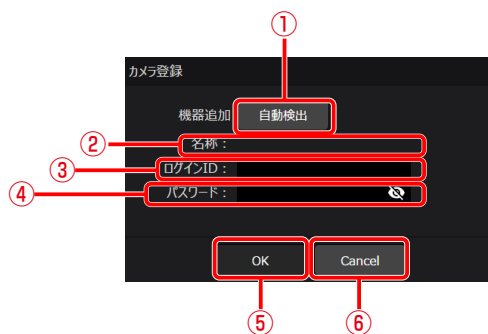 ①
カメラ登録
機器追加 自動検出
② 名称：
③ ログインID：
④ パスワード：
OK Cancel
⑤ ⑥